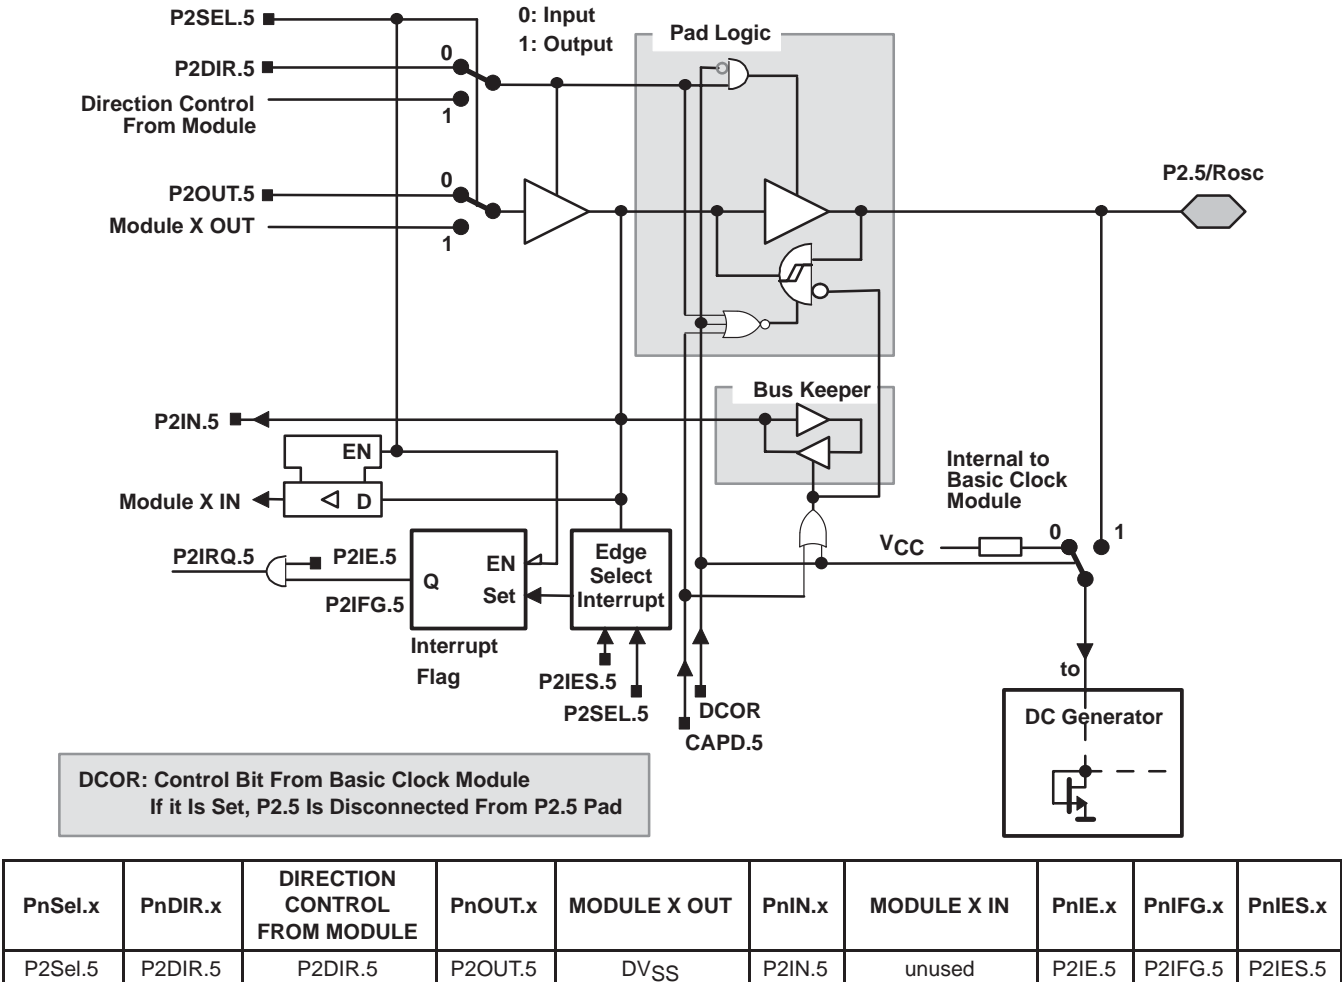 P2SEL.5
0: Input
1: Output
Pad Logic
P2DIR.5
0
Direction Control
From Module
1
P2OUT.5
0
Module X OUT
1
P2.5/Rosc
Bus Keeper
P2IN.5
EN
Module X IN
D
Internal to
Basic Clock
Module
VCC
0
1
P2IRQ.5
P2IE.5
P2IFG.5
Q
EN
Set
Interrupt
Flag
Edge
Select
Interrupt
P2IES.5
P2SEL.5
DCOR
CAPD.5
to
DC Generator
DCOR: Control Bit From Basic Clock Module
If it Is Set, P2.5 Is Disconnected From P2.5 Pad
PnSel.x PnDIR.x DIRECTION CONTROL FROM MODULE PnOUT.x MODULE X OUT PnIN.x MODULE X IN PnIE.x PnIFG.x PnIES.x
P2Sel.5 P2DIR.5 P2DIR.5 P2OUT.5 DVSS P2IN.5 unused P2IE.5 P2IFG.5 P2IES.5